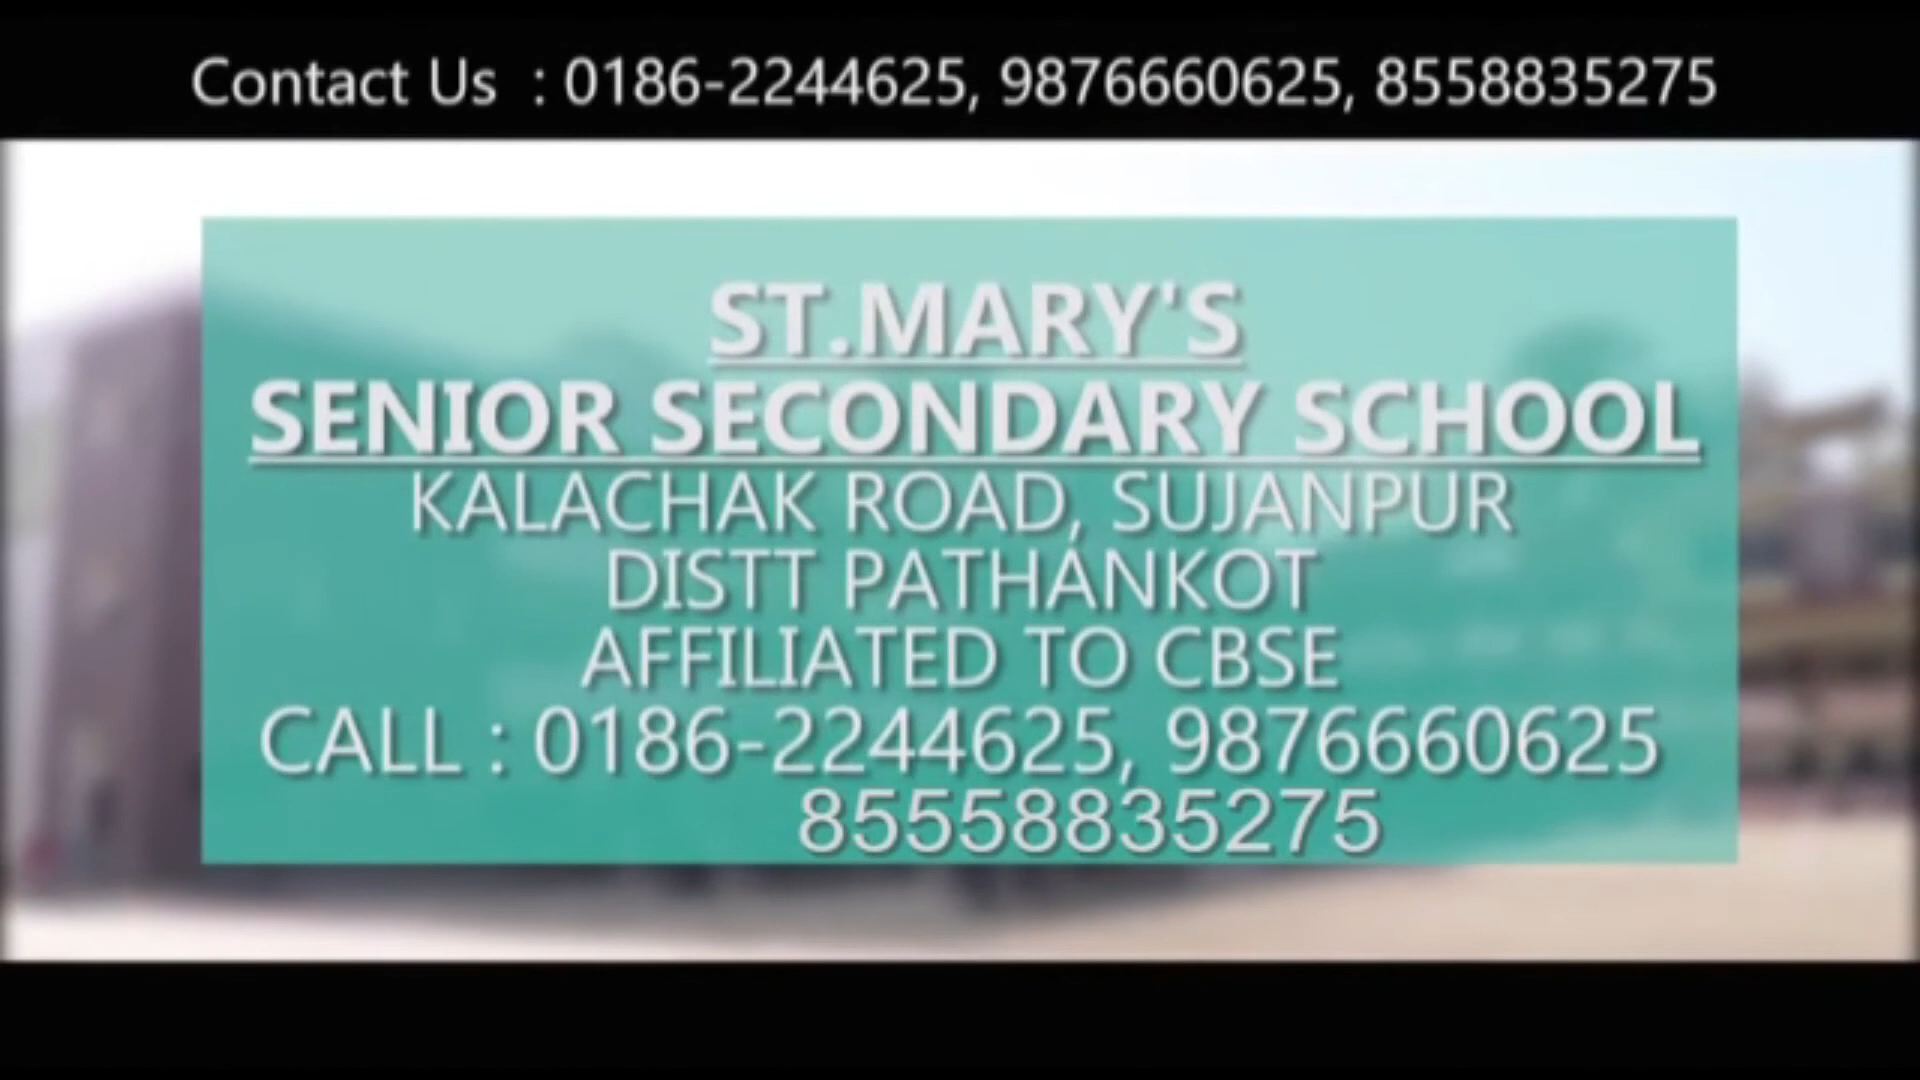 Contact Us : 0186-2244625, 9876660625, 8558835275
ST.MARY'S
SENIOR SECONDARY SCHOOL
KALACHAK ROAD, SUJANPUR
DISTT PATHANKOT
AFFILIATED TO CBSE
CALL : 0186-2244625, 9876660625
85558835275